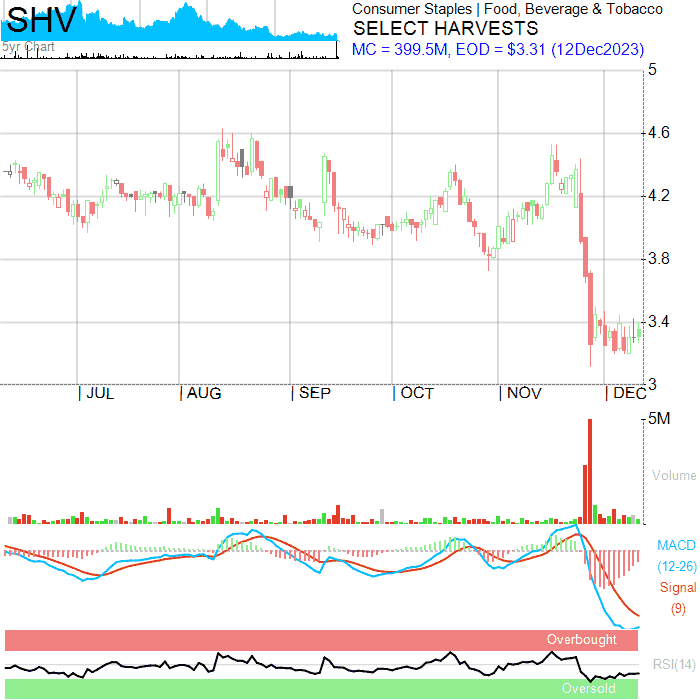 SHV
5yr Chart
Consumer Staples | Food, Beverage & Tobacco
SELECT HARVESTS
MC = 399.5M, EOD = $3.31 (12Dec2023)
5
4.6
4.2
3.8
3.4
3
| JUL | AUG | SEP | OCT | NOV | DEC
5M
Volume
MACD
(12-26)
Signal
(9)
Overbought
RSI(14)
Oversold